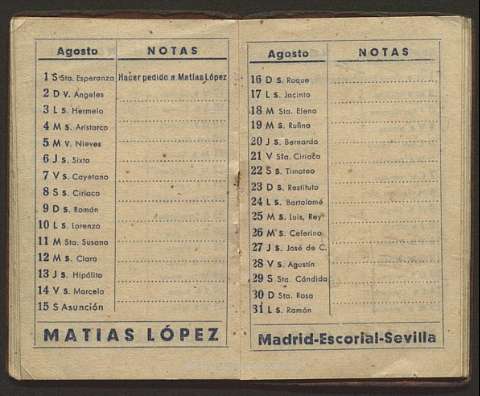 Agosto NOTAS
1 S Sta. Esperanza Hacer pedido a Matías López
2 D V. Angeles
3 L S. Hermelo
4 M S. Aristarco
5 M V. Nieves
6 J S. Sixto
7 V S. Cayetano
8 S S. Ciriaco
9 D S. Román
10 L S. Lorenzo
11 M Sta. Susana
12 M S. Clara
13 J S. Hipólito
14 V S. Marcelo
15 S Asunción
MATIAS LÓPEZ
Agosto NOTAS
16 D S. Roque
17 L S. Jacinto
18 M Sta. Elena
19 M S. Rufino
20 J S. Bernardo
21 V Sta. Ciriaca
22 S S. Timoteo
23 D S. Restituto
24 L S. Bartolomé
25 M S. Luis, Rey
26 M S. Ceferino
27 J S. José de C.
28 V S. Agustín
29 S Sta. Cándida
30 D Sta. Rosa
31 L S. Ramón
Madrid-Escorial-Sevilla